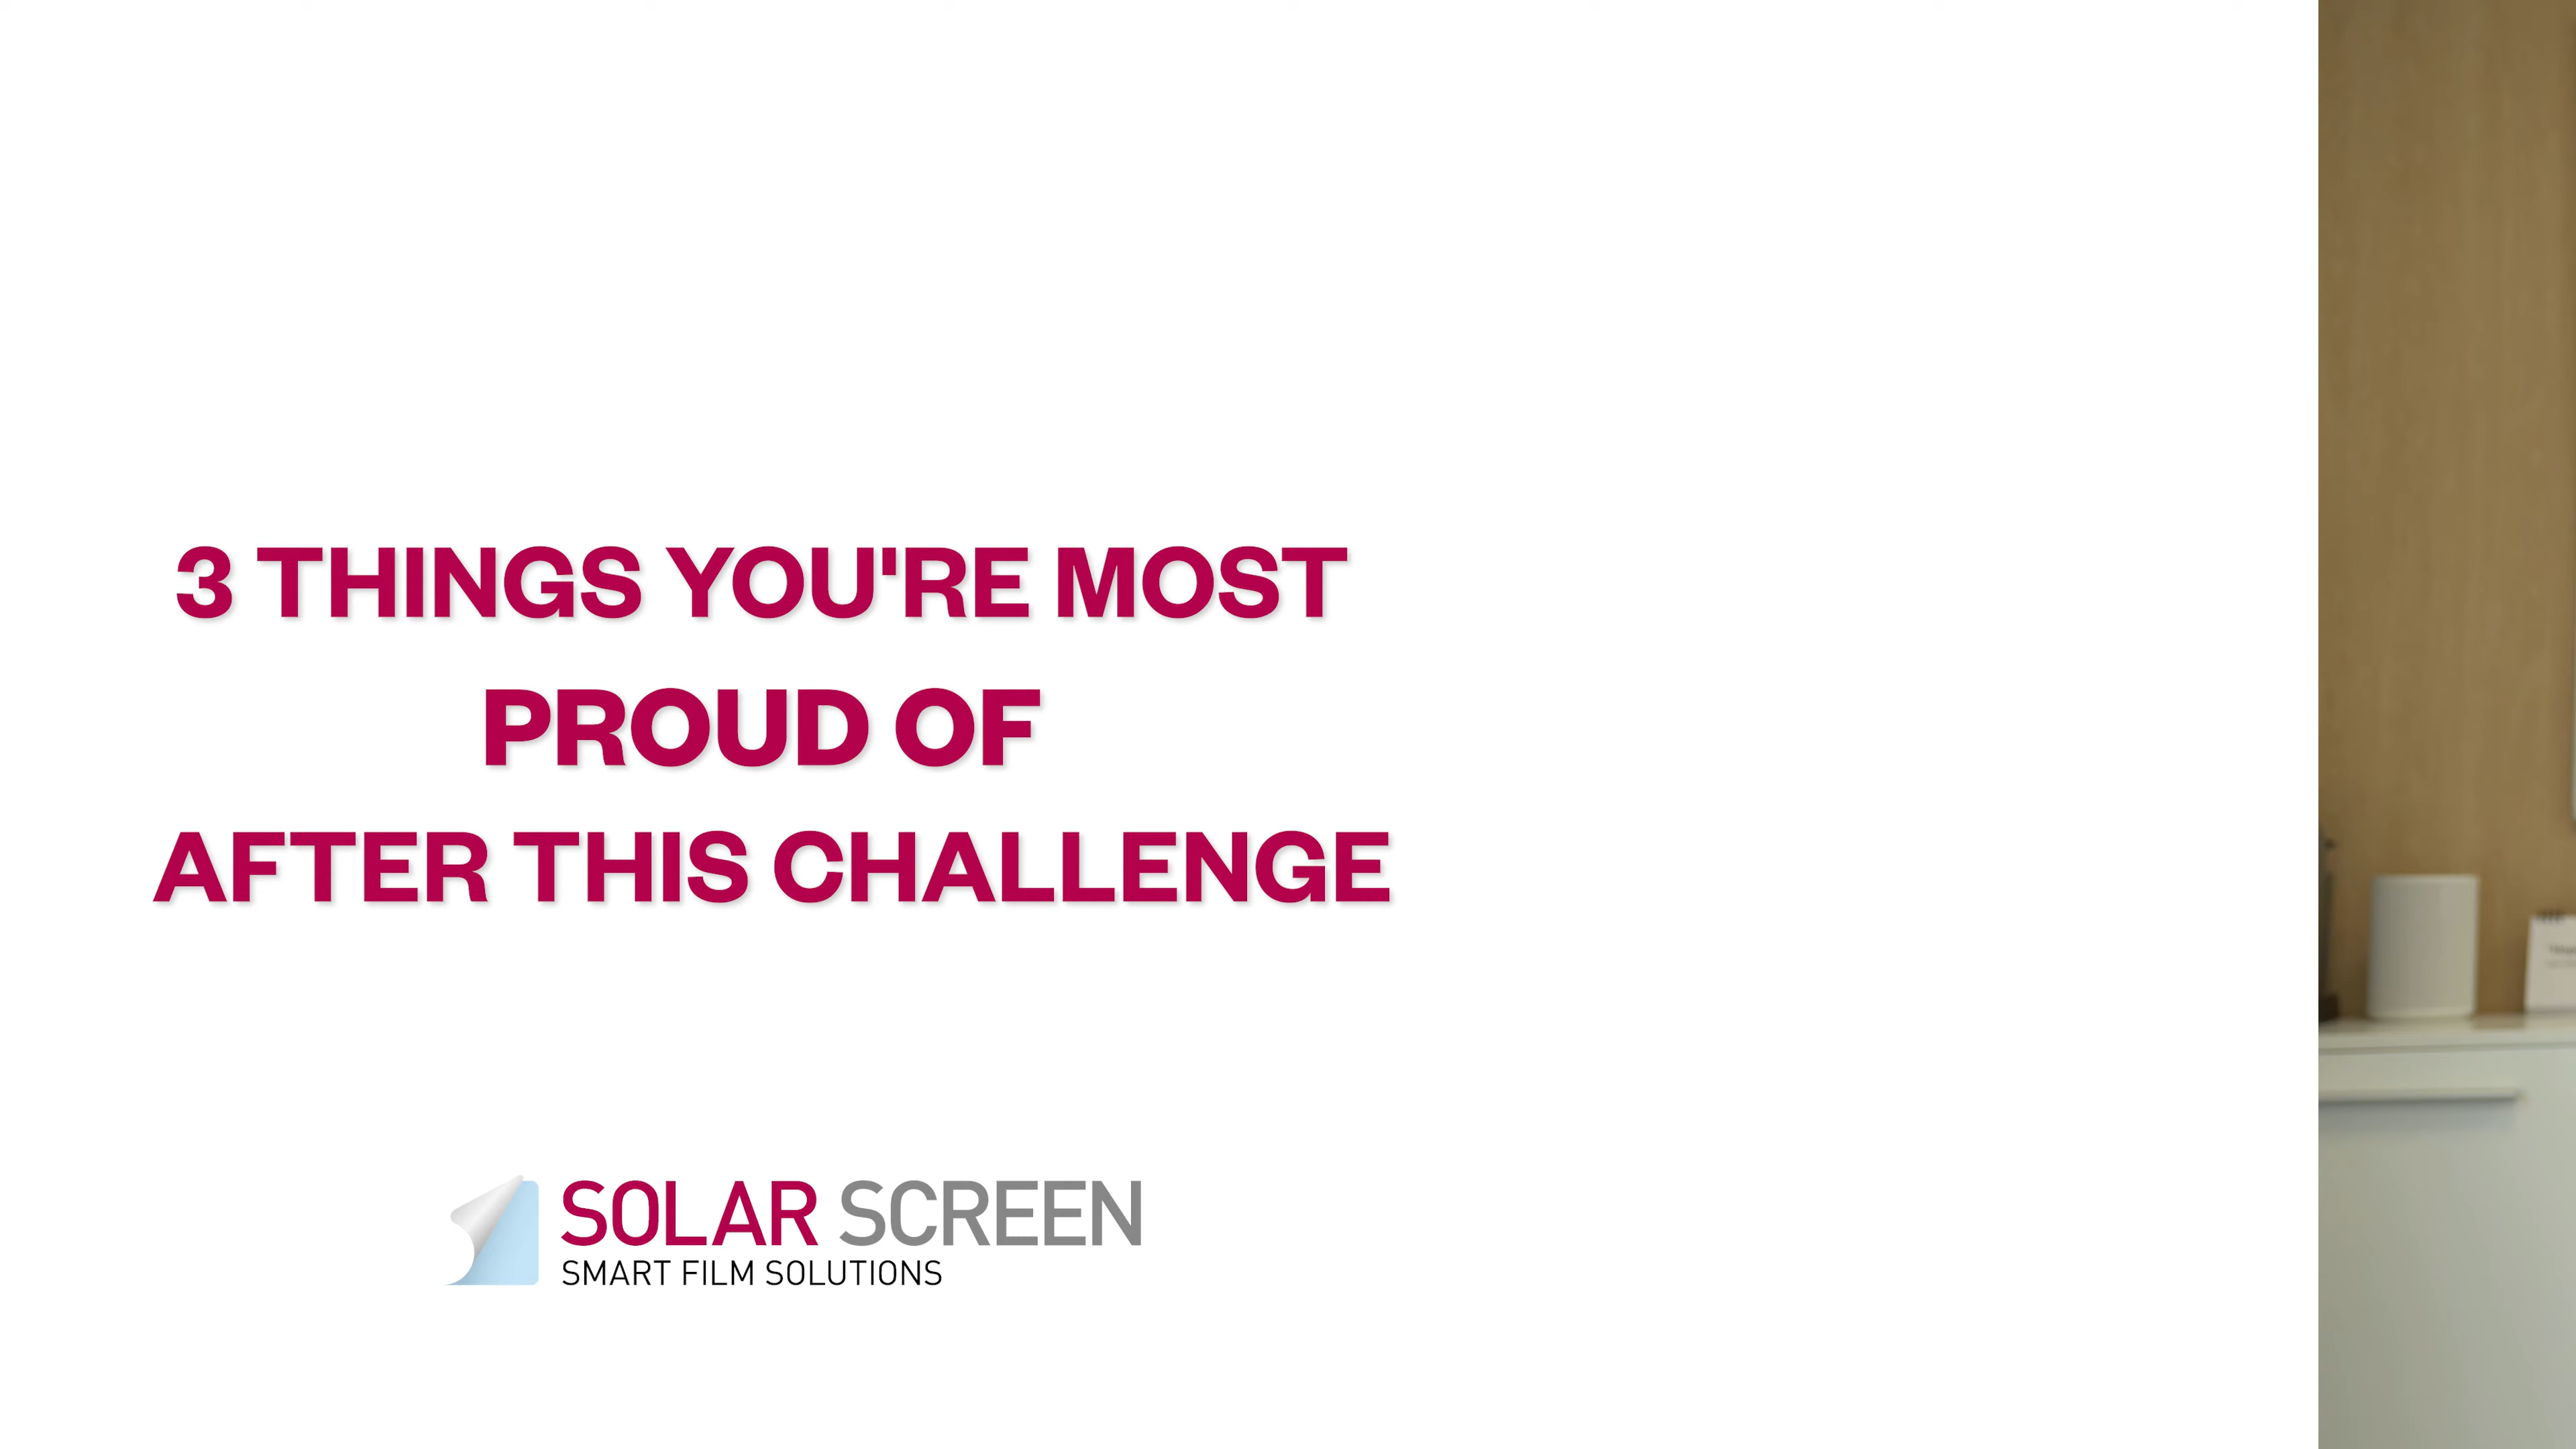 3 THINGS YOU'RE MOST
PROUD OF
AFTER THIS CHALLENGE
SOLAR SCREEN
SMART FILM SOLUTIONS